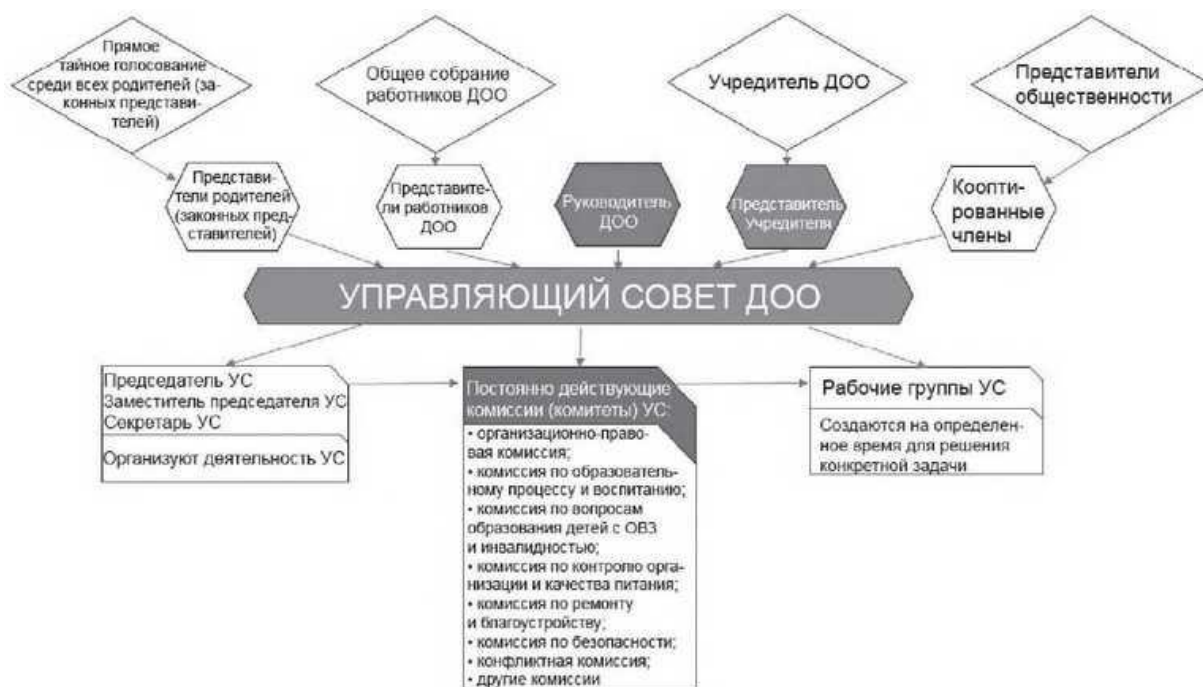 Прямое
тайное голосование
среди всех родителей (за-
конных представи-
телей)
Общее собрание
работников ДОО
Учредитель ДОО
Представители
общественности
Представи-
тели родителей
(законных пред-
ставителей)
Представите-
ли работников
ДОО
Руководитель
ДОО
Представитель
Учредителя
Коопти-
рованные
члены
УПРАВЛЯЮЩИЙ СОВЕТ ДОО
Председатель УС
Заместитель председателя УС
Секретарь УС
Организуют деятельность УС
Постоянно действующие
комиссии (комитеты) УС:
• организационно-право-
вая комиссия;
• комиссия по образователь-
ному процессу и воспитанию;
• комиссия по вопросам
образования детей с ОВЗ
и инвалидностью;
• комиссия по контролю орга-
низации и качества питания;
• комиссия по ремонту
и благоустройству;
• комиссия по безопасности;
• конфликтная комиссия;
• другие комиссии
Рабочие группы УС
Создаются на определен-
ное время для решения
конкретной задачи